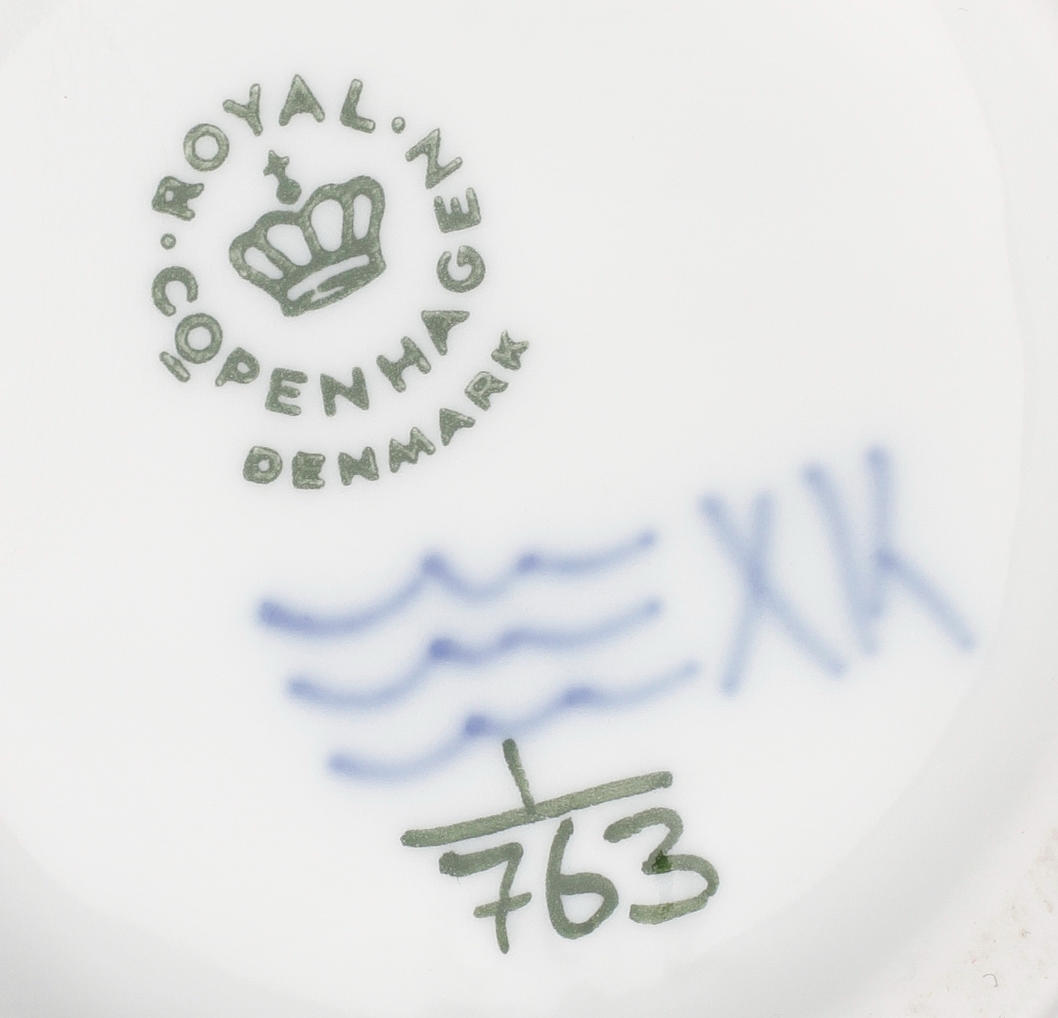 ROYAL · COPENHAGEN ·
DENMARK
XK
1
763